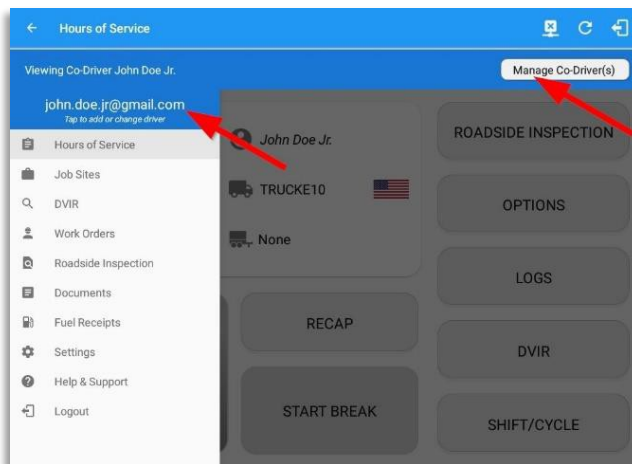 Hours of Service
Viewing Co-Driver John Doe Jr.
Manage Co-Driver(s)
john.doe.jr@gmail.com
Tap to add or change driver
Hours of Service
Job Sites
DVIR
Work Orders
Roadside Inspection
Documents
Fuel Receipts
Settings
Help & Support
Logout
John Doe Jr.
TRUCKE10
None
RECAP
START BREAK
ROADSIDE INSPECTION
OPTIONS
LOGS
DVIR
SHIFT/CYCLE